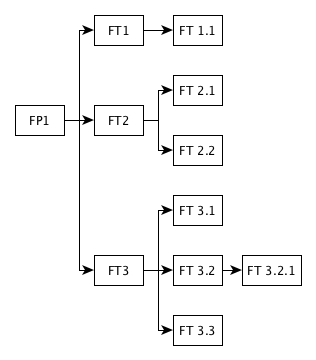 FT1
FT 1.1
FT 2.1
FP1
FT2
FT 2.2
FT 3.1
FT3
FT 3.2
FT 3.2.1
FT 3.3